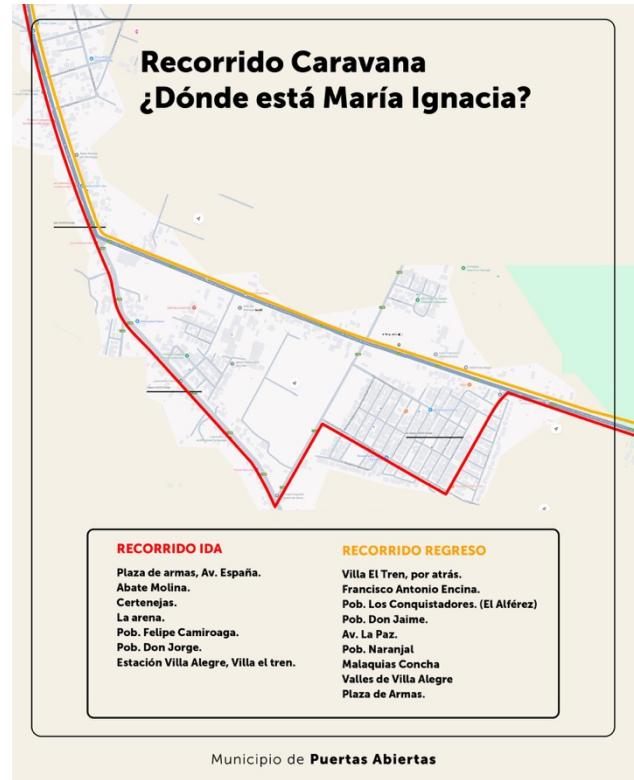 Recorrido Caravana
¿Dónde está María Ignacia?
RECORRIDO IDA
Plaza de armas, Av. España.
Abate Molina.
Certenejas.
La arena.
Pob. Felipe Camiroaga.
Pob. Don Jorge.
Estación Villa Alegre, Villa el tren.
RECORRIDO REGRESO
Villa El Tren, por atrás.
Francisco Antonio Encina.
Pob. Los Conquistadores. (El Alférez)
Pob. Don Jaime.
Av. La Paz.
Pob. Naranjal
Malaquias Concha
Valles de Villa Alegre
Plaza de Armas.
Municipio de Puertas Abiertas